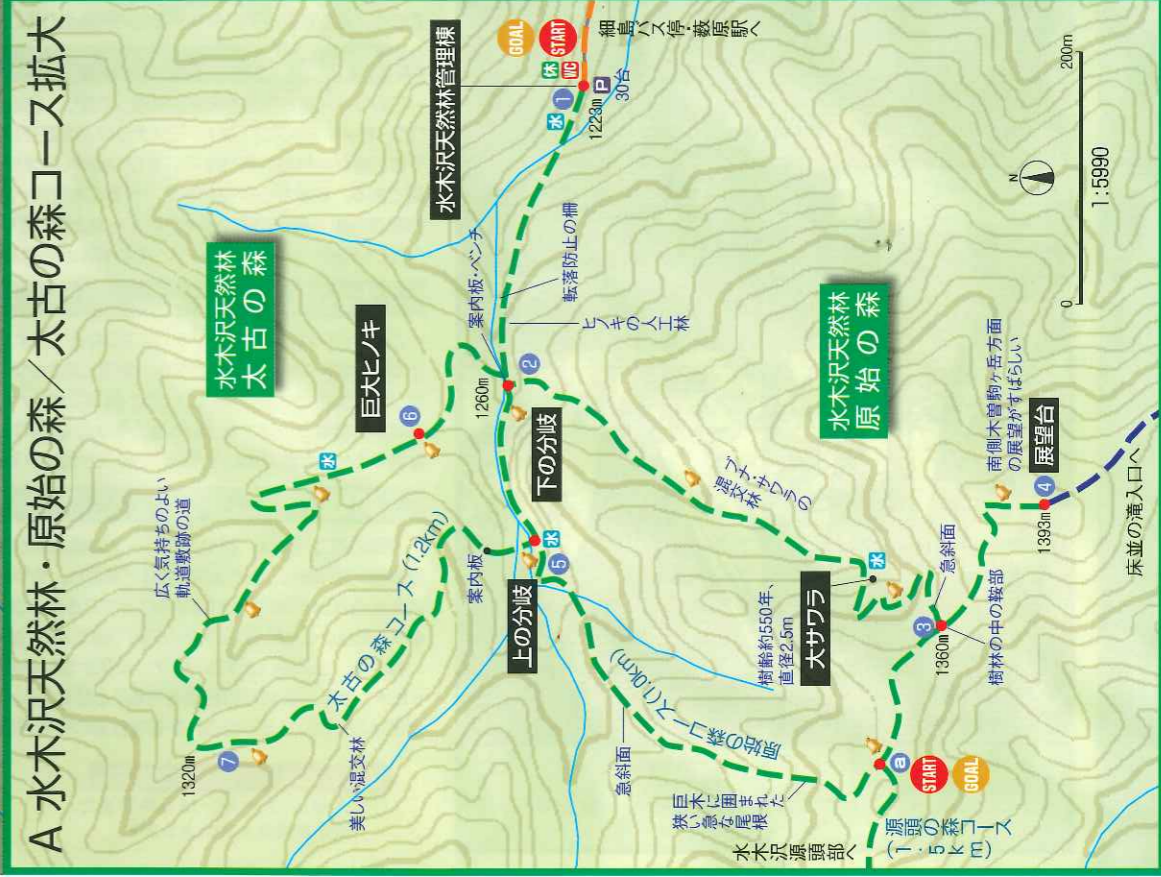 A 水木沢天然林・原始の森／太古の森コース拡大
水木沢天然林
太古の森
水木沢天然林管理棟
GOAL
START
休
WC
水
1
1223m
P
30台
細島バス停・藪原駅へ
案内板・ベンチ
転落防止の柵
ヒノキの人工林
巨大ヒノキ
6
水
1260m
2
下の分岐
広く気持ちのよい
軌道敷跡の道
太古の森コース(1.2km)
案内板
水
5
上の分岐
1320m
7
美しい混交林
水木沢天然林
原始の森
ブナ・サワラの
混交林
水
大サワラ
樹齢約550年、
直径2.5m
3
1360m
急斜面
樹林の中の鞍部
南側木曽駒ヶ岳方面
の展望がすばらしい
展望台
4
1393m
床並の滝入口へ
原始の森コース(1.0km)
急斜面
巨木に囲まれた
狭い急な尾根
a
START
GOAL
水木沢源頭部へ
源頭の森コース
(1.5km)
N
0
200m
1:5990